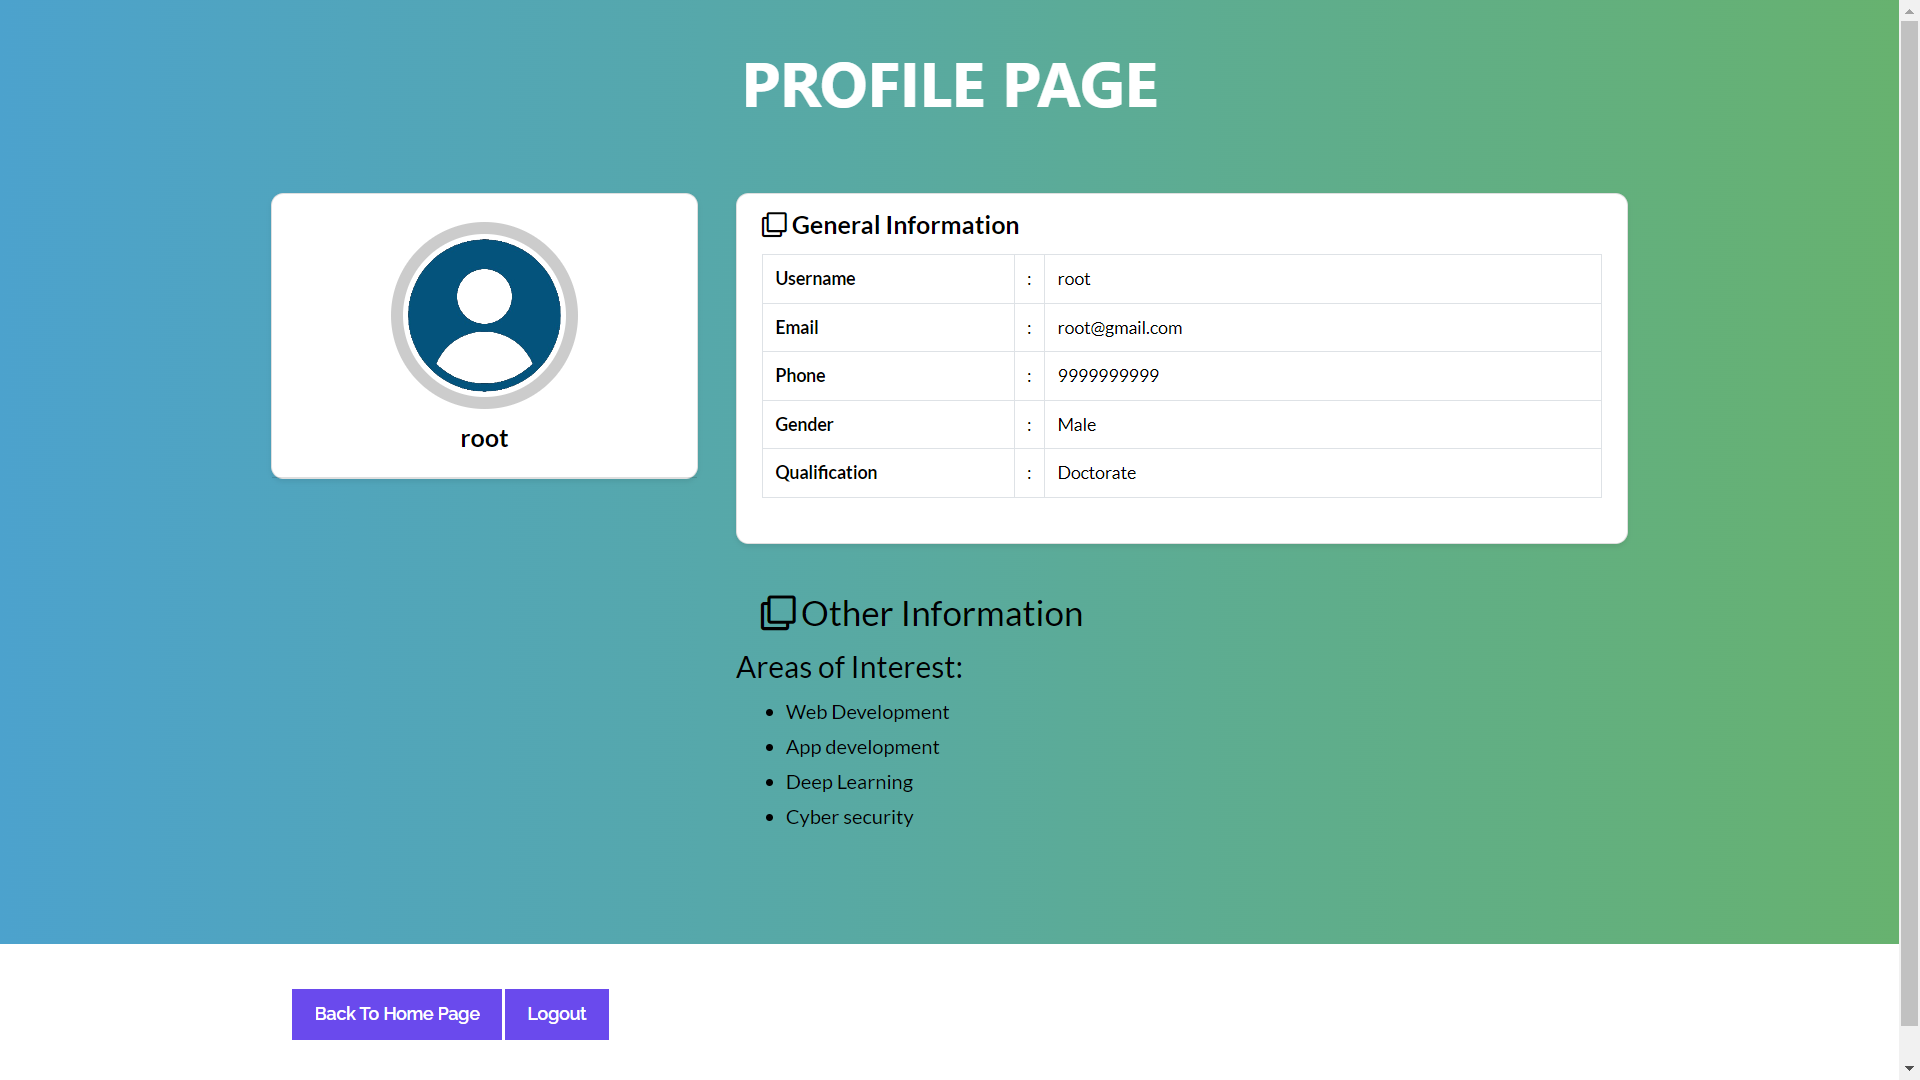 PROFILE PAGE
root
General Information
Username : root
Email : root@gmail.com
Phone : 9999999999
Gender : Male
Qualification : Doctorate
Other Information
Areas of Interest:
• Web Development
• App development
• Deep Learning
• Cyber security
Back To Home Page Logout